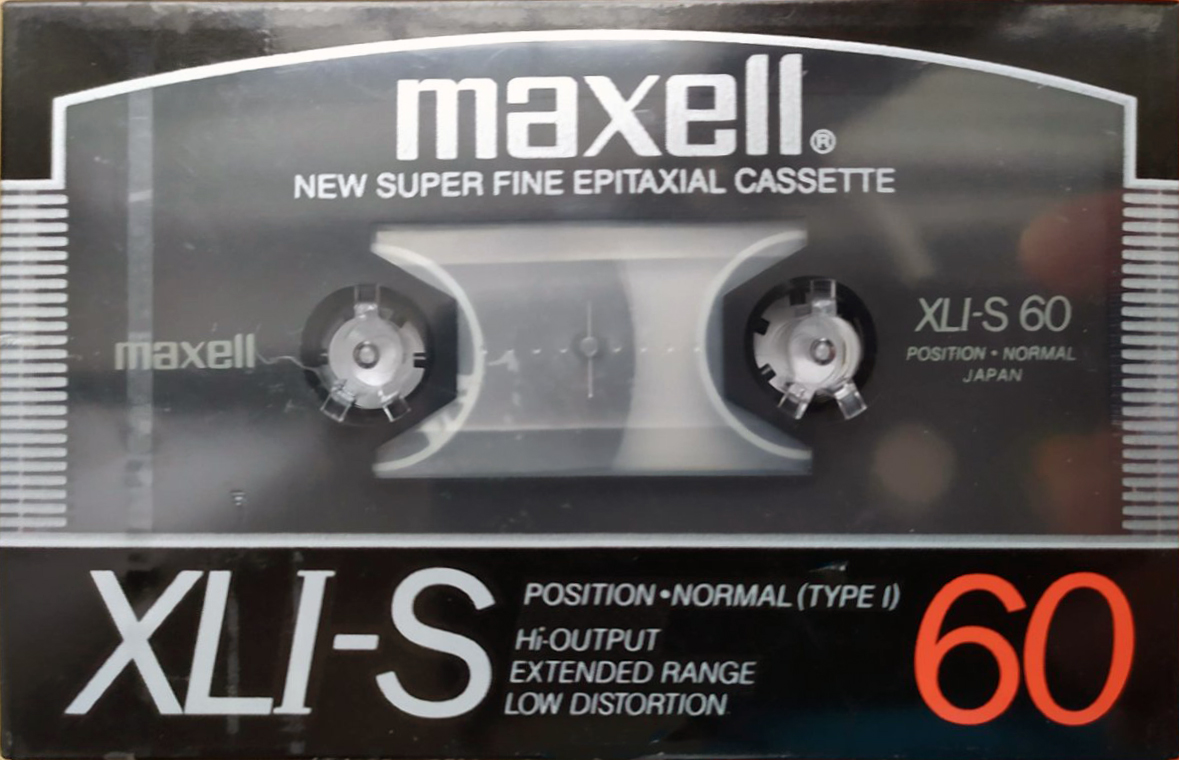 maxell®
NEW SUPER FINE EPITAXIAL CASSETTE
maxell
XLI-S 60
POSITION • NORMAL
JAPAN
XLI-S
POSITION • NORMAL (TYPE I)
Hi-OUTPUT
EXTENDED RANGE
LOW DISTORTION
60